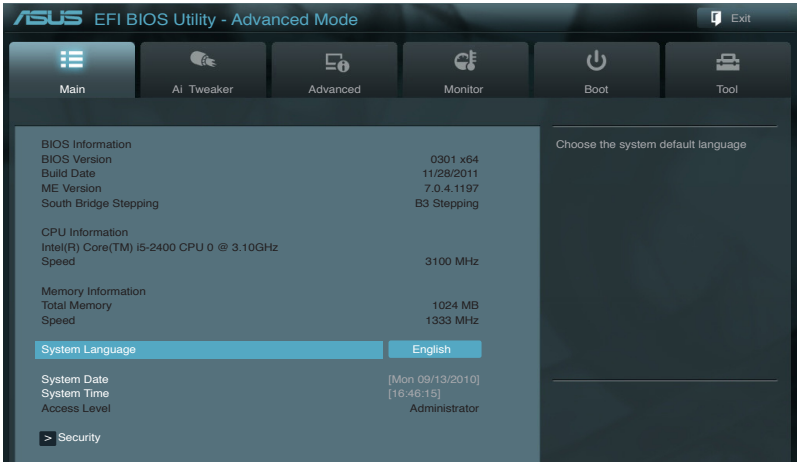 ASUS EFI BIOS Utility - Advanced Mode
Exit
Main Ai Tweaker Advanced Monitor Boot Tool
BIOS Information
BIOS Version 0301 x64
Build Date 11/28/2011
ME Version 7.0.4.1197
South Bridge Stepping B3 Stepping
CPU Information
Intel(R) Core(TM) i5-2400 CPU 0 @ 3.10GHz
Speed 3100 MHz
Memory Information
Total Memory 1024 MB
Speed 1333 MHz
System Language English
System Date [Mon 09/13/2010]
System Time [16:46:15]
Access Level Administrator
> Security
Choose the system default language